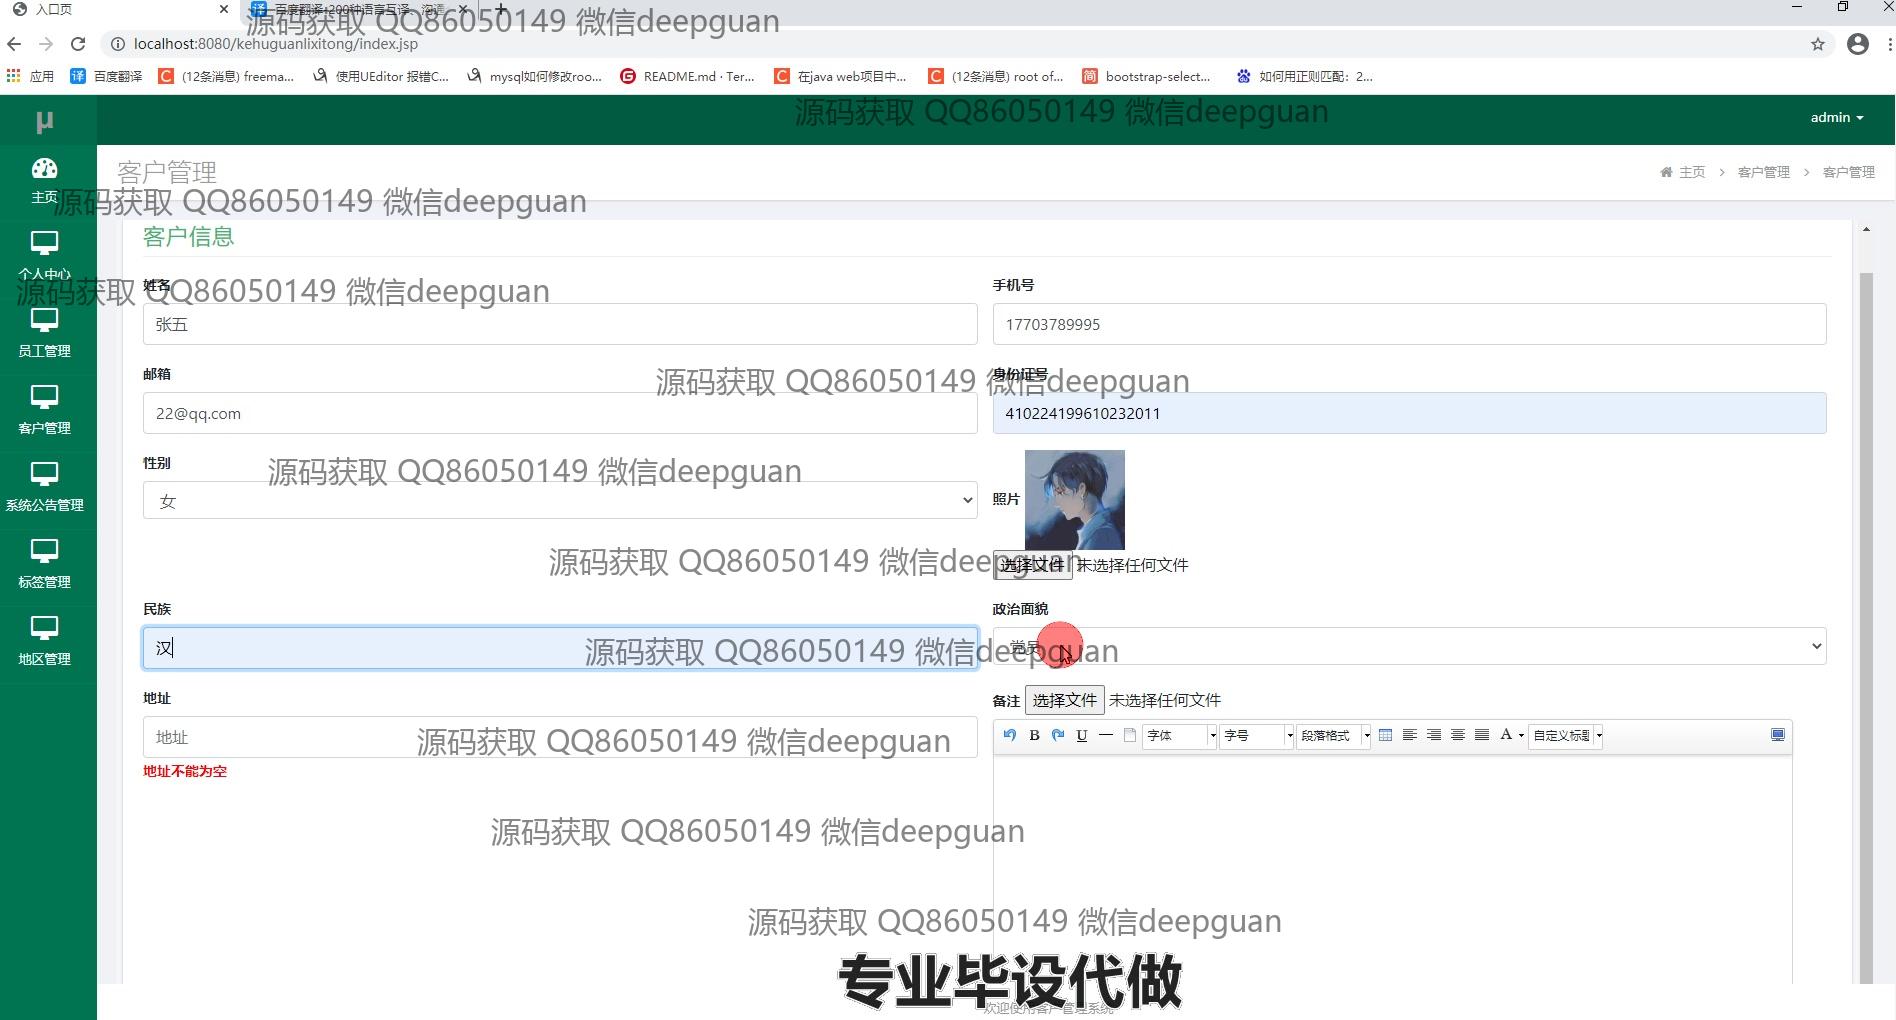 入口页
百度翻译-200种语言互译、沟通
源码获取 QQ86050149 微信deepguan
localhost:8080/kehuguanlixitong/index.jsp
应用 百度翻译 (12条消息) freema... 使用UEditor 报错C... mysql如何修改roo... README.md · Ter... 在java web项目中... (12条消息) root of... bootstrap-select... 如何用正则匹配：2...
源码获取 QQ86050149 微信deepguan
μ
admin
客户管理
主页 > 客户管理 > 客户管理
主页
源码获取 QQ86050149 微信deepguan
客户信息
个人中心
姓名
手机号
源码获取 QQ86050149 微信deepguan
张五
17703789995
员工管理
邮箱
身份证号
源码获取 QQ86050149 微信deepguan
22@qq.com
410224199610232011
客户管理
性别
源码获取 QQ86050149 微信deepguan
女
照片
系统公告管理
选择文件 未选择任何文件
源码获取 QQ86050149 微信deepguan
标签管理
民族
政治面貌
汉
党员
源码获取 QQ86050149 微信deepguan
地区管理
地址
备注 选择文件 未选择任何文件
地址
B U 字体 字号 段落格式 A 自定义标题
源码获取 QQ86050149 微信deepguan
地址不能为空
源码获取 QQ86050149 微信deepguan
源码获取 QQ86050149 微信deepguan
专业毕设代做
欢迎使用客户管理系统